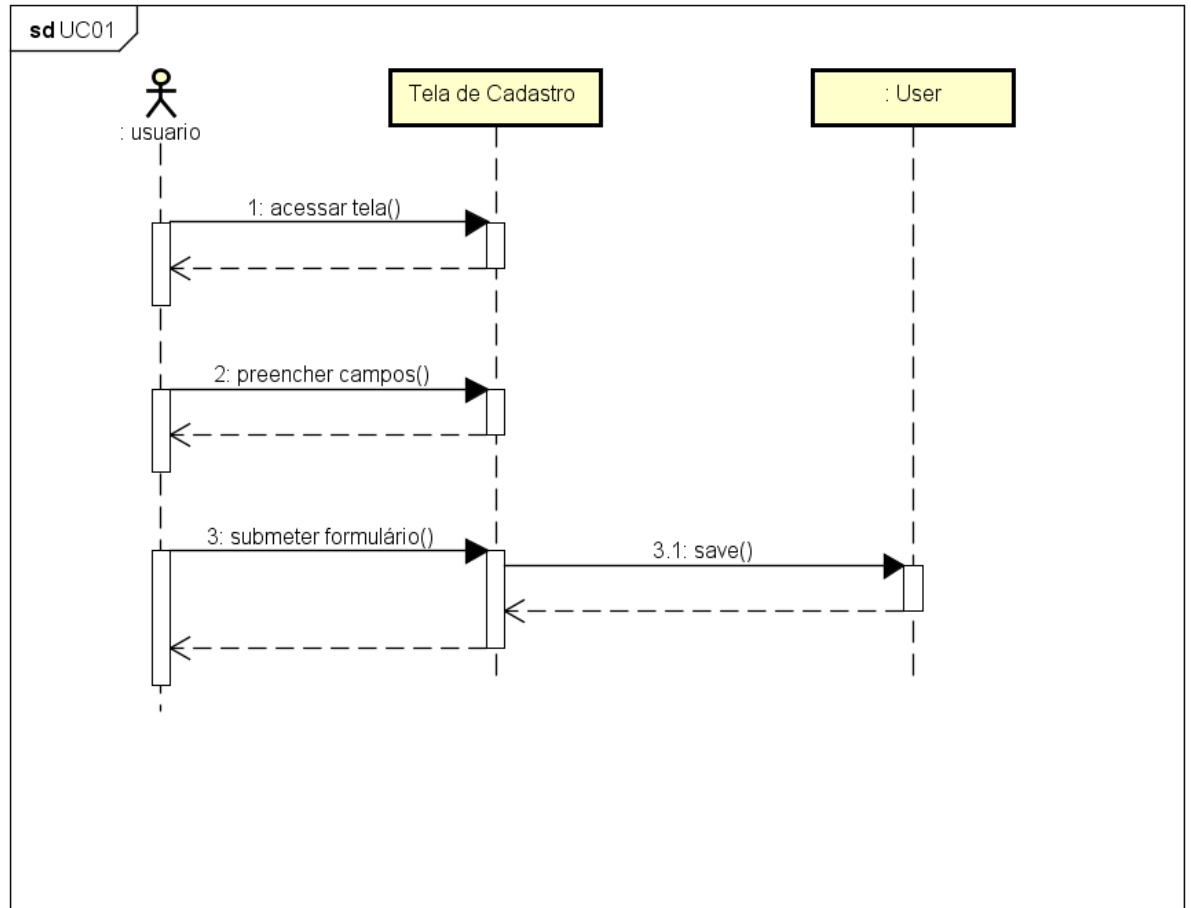 sd UC01
: usuario
Tela de Cadastro
: User
1: acessar tela()
2: preencher campos()
3: submeter formulário()
3.1: save()